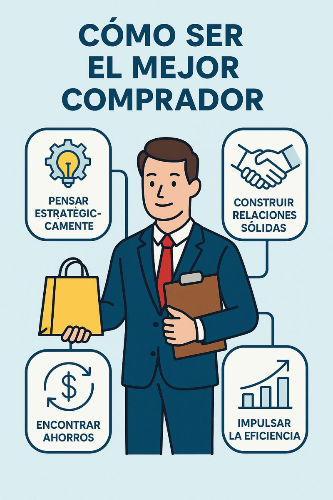 CÓMO SER
EL MEJOR
COMPRADOR
PENSAR
ESTRATÉGIC-
CAMENTE
CONSTRUIR
RELACIONES
SÓLIDAS
$
ENCONTRAR
AHORROS
IMPULSAR
LA EFICIENCIA